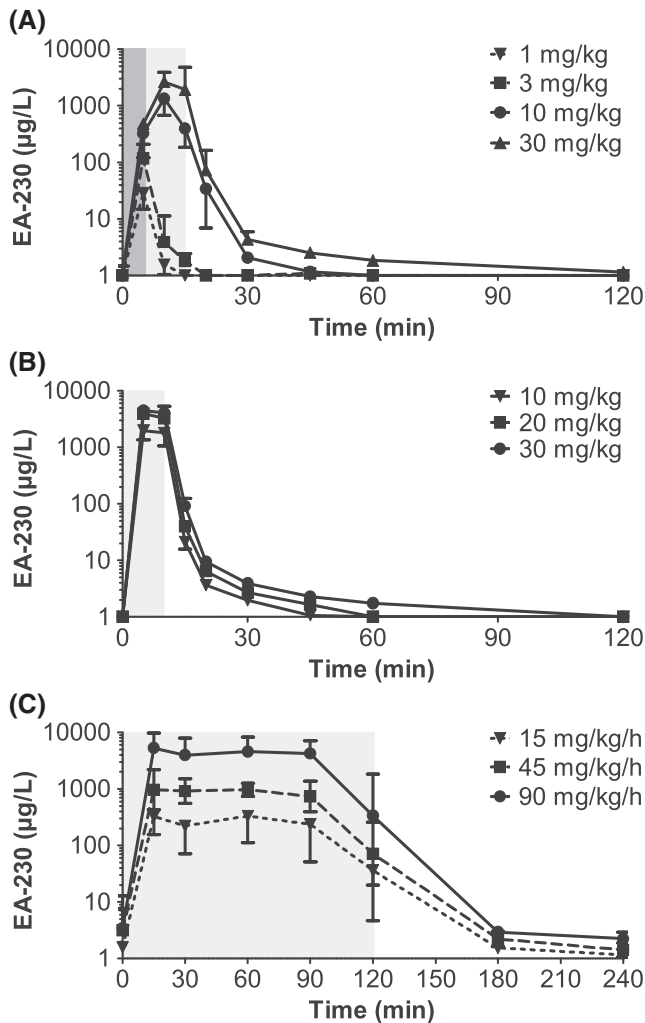 (A)
EA-230 (µg/L)
10000
1000
100
10
1
0 30 60 90 120
Time (min)
1 mg/kg
3 mg/kg
10 mg/kg
30 mg/kg
(B)
EA-230 (µg/L)
10000
1000
100
10
1
0 30 60 90 120
Time (min)
10 mg/kg
20 mg/kg
30 mg/kg
(C)
EA-230 (µg/L)
10000
1000
100
10
1
0 30 60 90 120 150 180 210 240
Time (min)
15 mg/kg/h
45 mg/kg/h
90 mg/kg/h